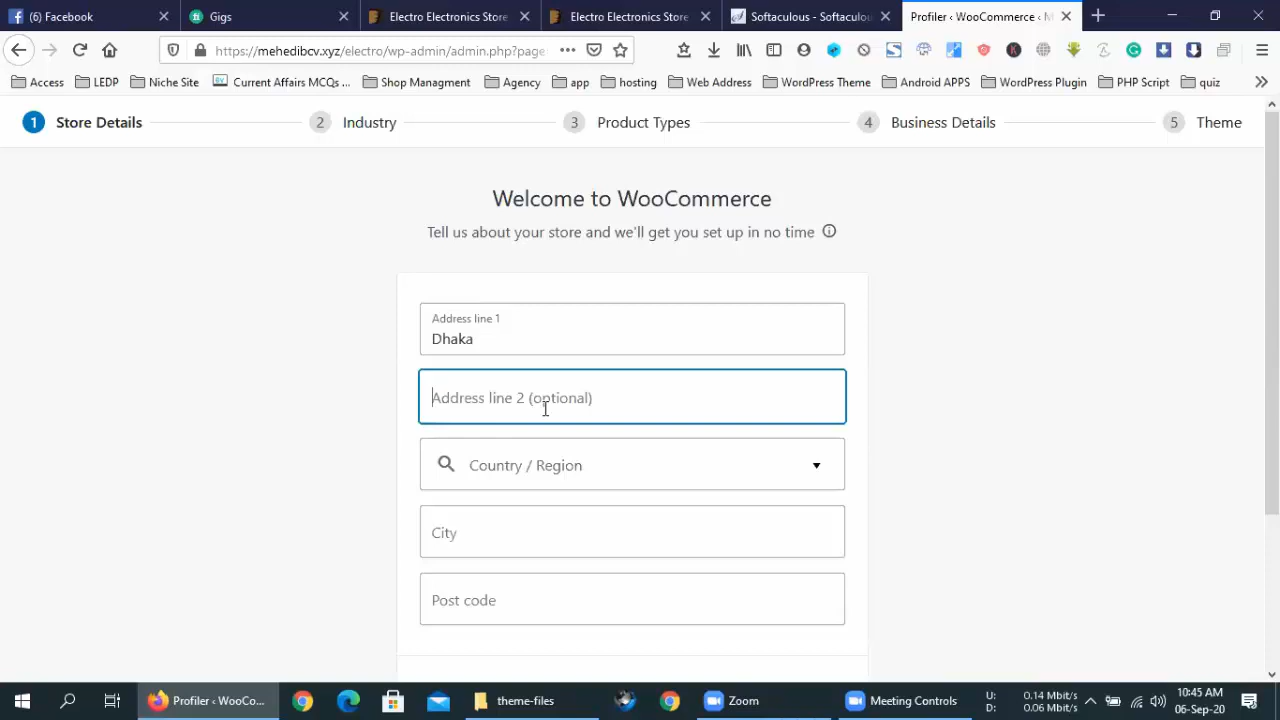 (6) Facebook
Gigs
Electro Electronics Store
Electro Electronics Store
Softaculous - Softaculou
Profiler ‹ WooCommerce ‹ M
https://mehedibcv.xyz/electro/wp-admin/admin.php?page
Access
LEDP
Niche Site
Current Affairs MCQs ...
Shop Managment
Agency
app
hosting
Web Address
WordPress Theme
Android APPS
WordPress Plugin
PHP Script
quiz
1 Store Details
2 Industry
3 Product Types
4 Business Details
5 Theme
Welcome to WooCommerce
Tell us about your store and we'll get you set up in no time
Address line 1
Dhaka
Address line 2 (optional)
Country / Region
City
Post code
Profiler ‹ WooCo...
theme-files
Zoom
Meeting Controls
U: 0.14 Mbit/s
D: 0.06 Mbit/s
10:45 AM
06-Sep-20